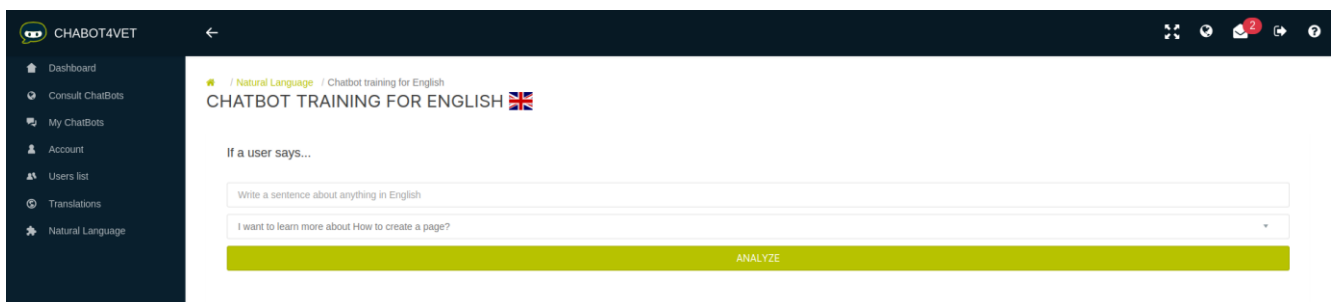 CHABOT4VET
2
Dashboard
Consult ChatBots
My ChatBots
Account
Users list
Translations
Natural Language
/ Natural Language / Chatbot training for English
CHATBOT TRAINING FOR ENGLISH
If a user says...
Write a sentence about anything in English
I want to learn more about How to create a page?
ANALYZE